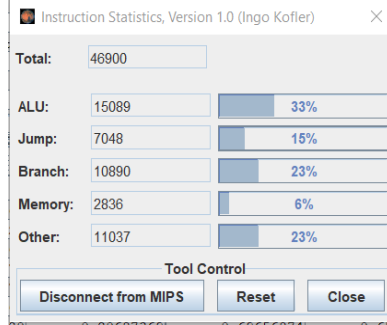 Instruction Statistics, Version 1.0 (Ingo Kofler)
Total: 46900
ALU: 15089 33%
Jump: 7048 15%
Branch: 10890 23%
Memory: 2836 6%
Other: 11037 23%
Tool Control
Disconnect from MIPS Reset Close